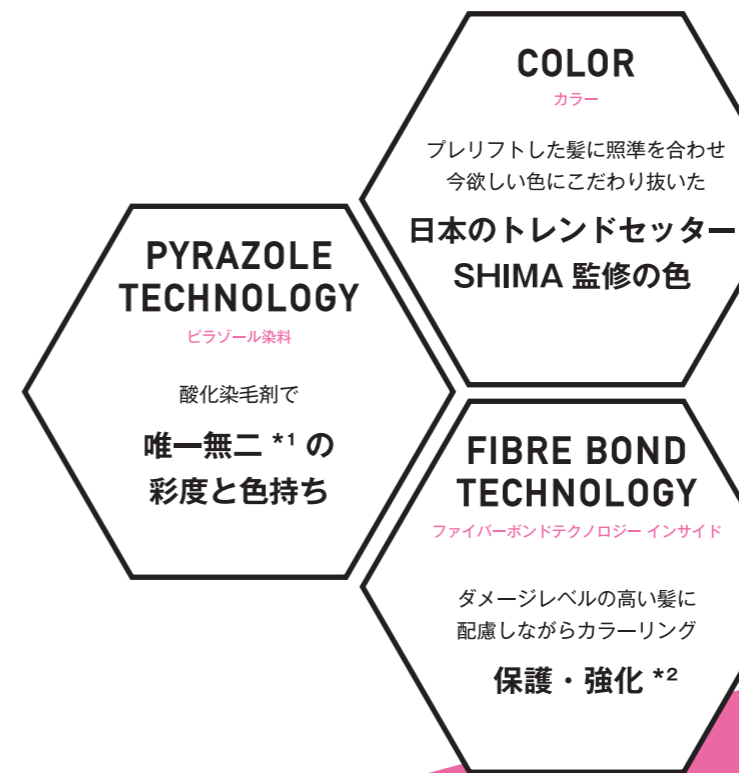 COLOR
カラー
プレリフトした髪に照準を合わせ
今欲しい色にこだわり抜いた
日本のトレンドセッター
SHIMA 監修の色
PYRAZOLE
TECHNOLOGY
ピラゾール染料
酸化染毛剤で
唯一無二 *1 の
彩度と色持ち
FIBRE BOND
TECHNOLOGY
ファイバーボンドテクノロジー インサイド
ダメージレベルの高い髪に
配慮しながらカラーリング
保護・強化 *2